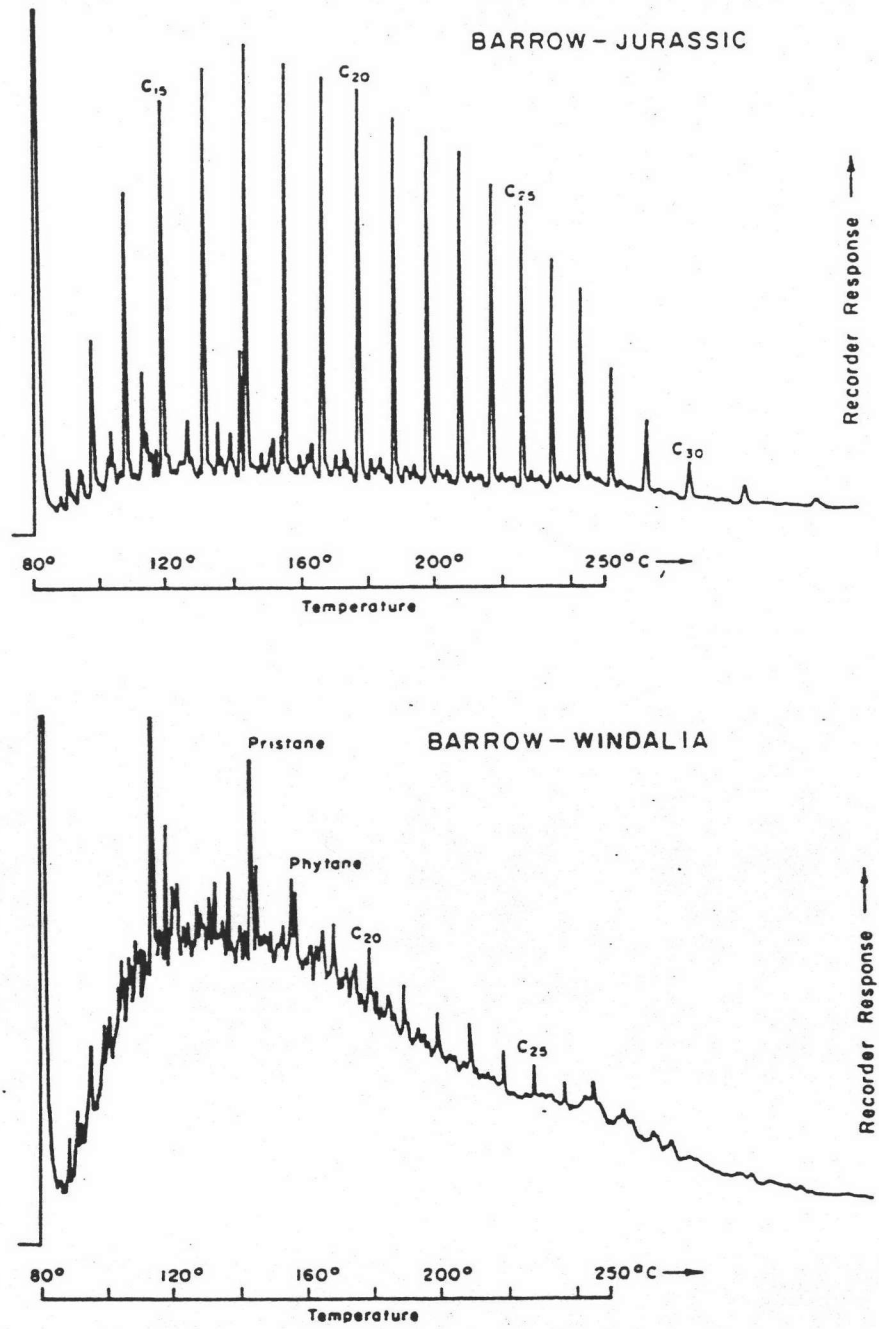 BARROW – JURASSIC
C15
C20
C25
C30
Recorder Response
80° 120° 160° 200° 250°C
Temperature
BARROW – WINDALIA
Pristane
Phytane
C20
C25
Recorder Response
80° 120° 160° 200° 250°C
Temperature